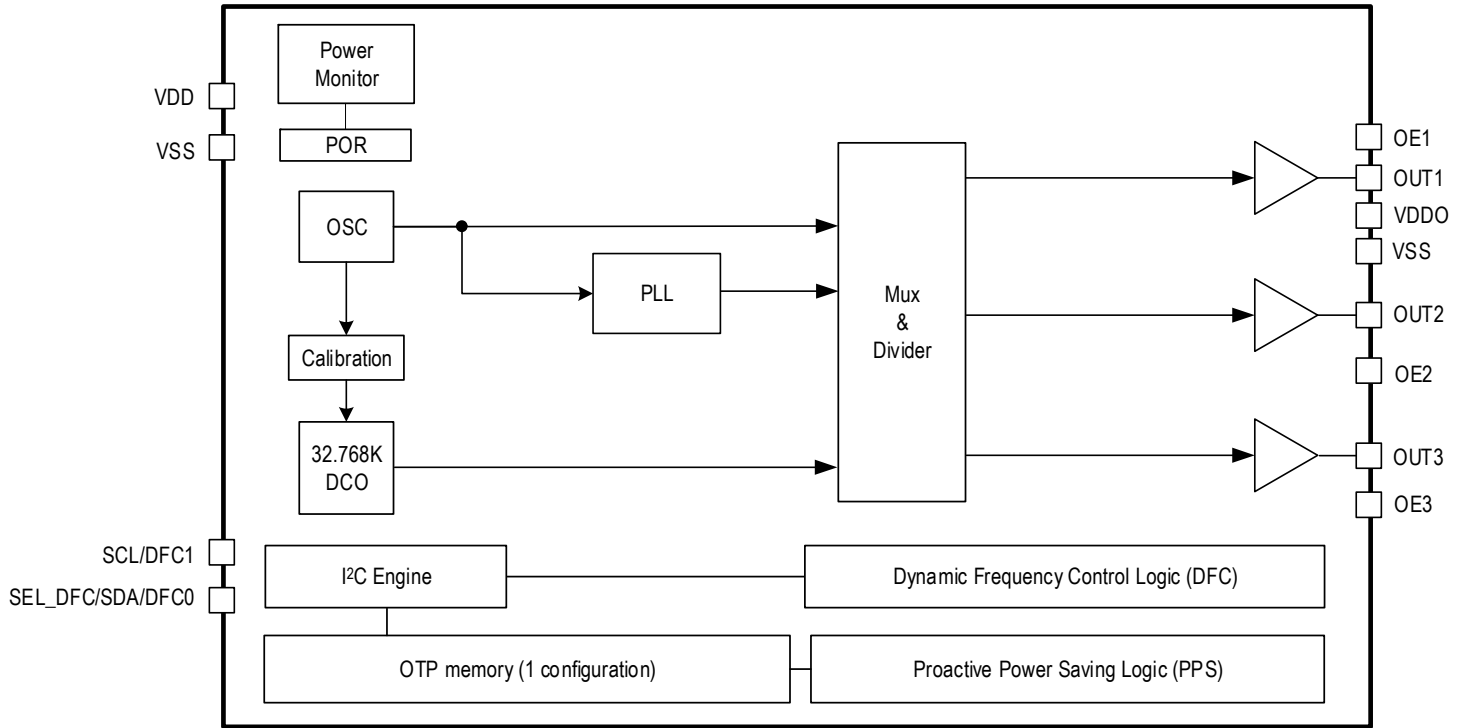 Power
Monitor
VDD
POR
VSS
OE1
OUT1
OSC
VDDO
VSS
PLL
Mux
&
Divider
OUT2
Calibration
OE2
32.768K
DCO
OUT3
OE3
SCL/DFC1
I²C Engine
Dynamic Frequency Control Logic (DFC)
SEL_DFC/SDA/DFC0
OTP memory (1 configuration)
Proactive Power Saving Logic (PPS)